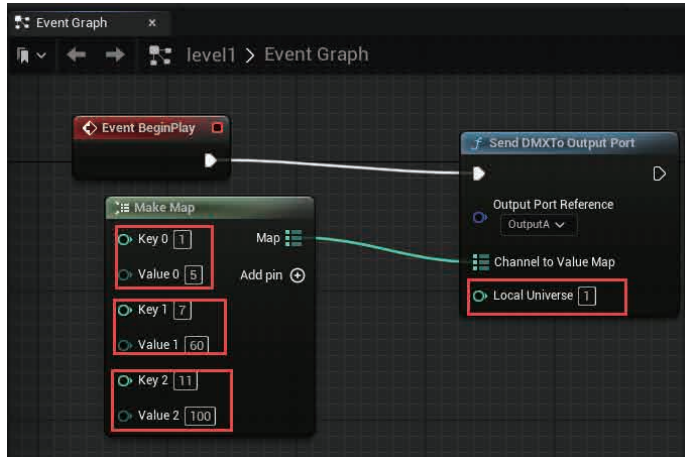 Event Graph ×
level1 > Event Graph
Event BeginPlay
Make Map
Key 0 1
Map
Value 0 5
Add pin
Key 1 7
Value 1 60
Key 2 11
Value 2 100
f Send DMXTo Output Port
Output Port Reference
OutputA
Channel to Value Map
Local Universe 1